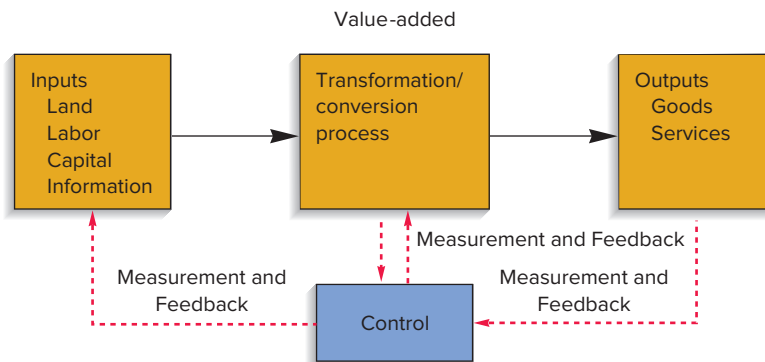 Value-added
Inputs
Land
Labor
Capital
Information
Transformation/
conversion
process
Outputs
Goods
Services
Measurement and Feedback
Measurement and
Feedback
Measurement and
Feedback
Control